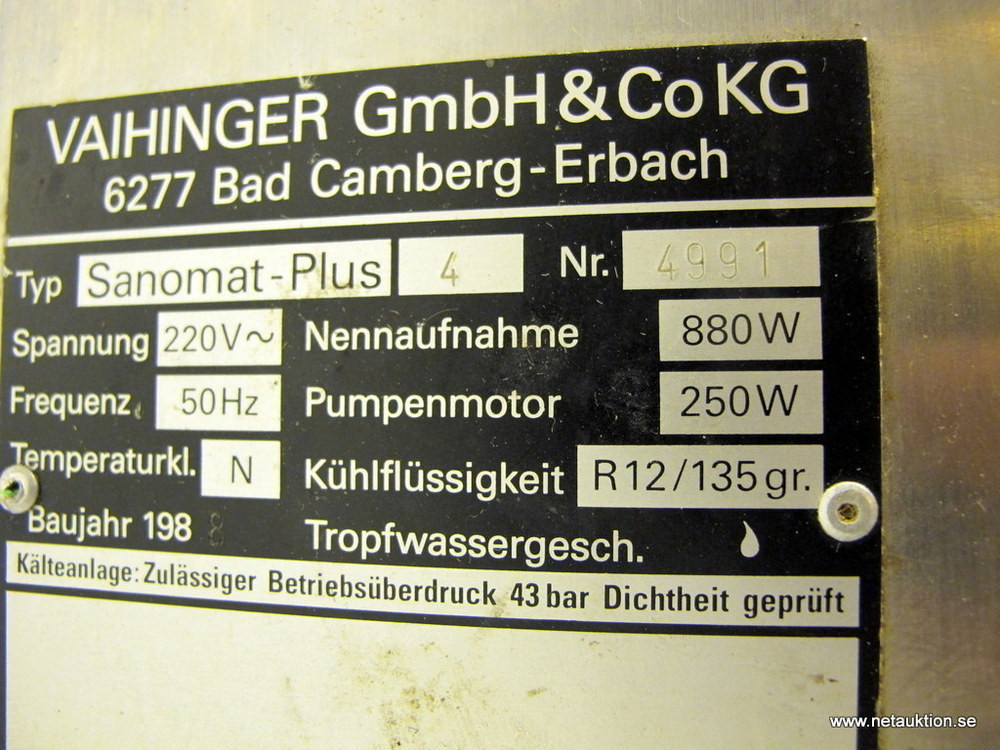 VAIHINGER GmbH & Co KG
6277 Bad Camberg-Erbach
Typ Sanomat-Plus 4 Nr. 4991
Spannung 220V~ Nennaufnahme 880W
Frequenz 50Hz Pumpenmotor 250W
Temperaturkl. N Kühlflüssigkeit R12/135gr.
Baujahr 198 8 Tropfwassergesch.
Kälteanlage: Zulässiger Betriebsüberdruck 43 bar Dichtheit geprüft
www.netauktion.se